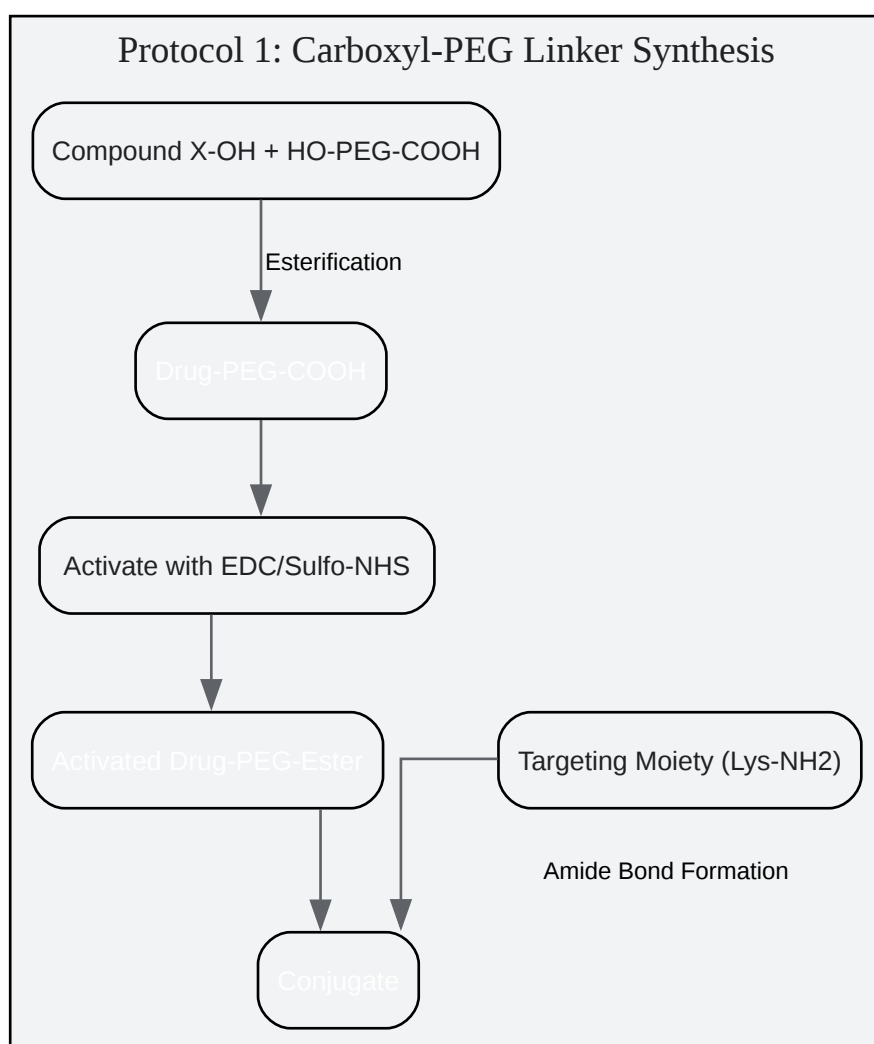 Protocol 1: Carboxyl-PEG Linker Synthesis
Compound X-OH + HO-PEG-COOH
Esterification
Drug-PEG-COOH
Activate with EDC/Sulfo-NHS
Activated Drug-PEG-Ester
Targeting Moiety (Lys-NH2)
Amide Bond Formation
Conjugate